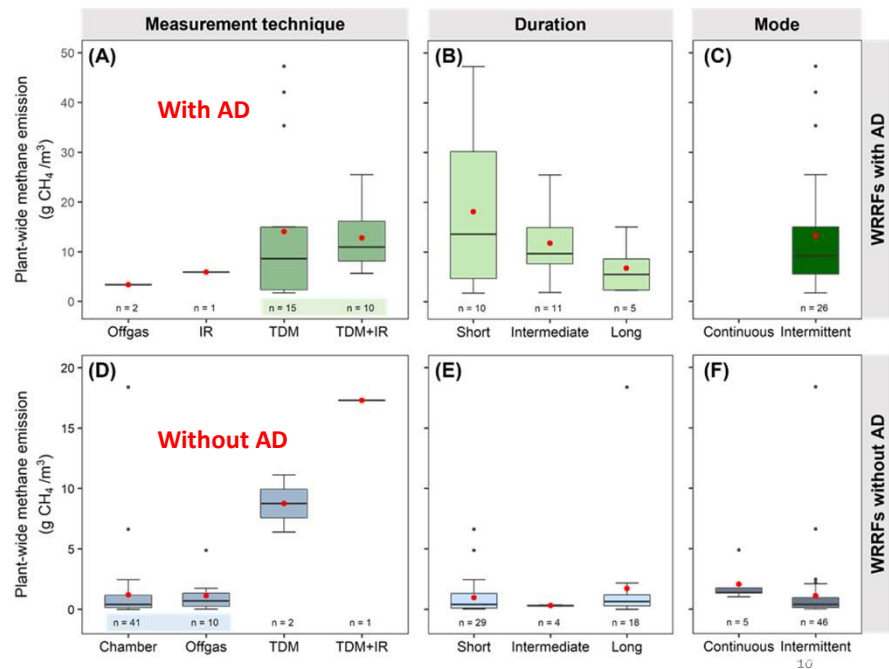 Measurement technique
Duration
Mode
(A)
With AD
(B)
(C)
Plant-wide methane emission
(g CH₄ /m³)
50
40
30
20
10
0
n = 2
n = 1
n = 15
n = 10
n = 10
n = 11
n = 5
n = 26
Offgas
IR
TDM
TDM+IR
Short
Intermediate
Long
Continuous
Intermittent
WRRFs with AD
(D)
Without AD
(E)
(F)
Plant-wide methane emission
(g CH₄ /m³)
20
15
10
5
0
n = 41
n = 10
n = 2
n = 1
n = 29
n = 4
n = 18
n = 5
n = 46
Chamber
Offgas
TDM
TDM+IR
Short
Intermediate
Long
Continuous
Intermittent
WRRFs without AD
10